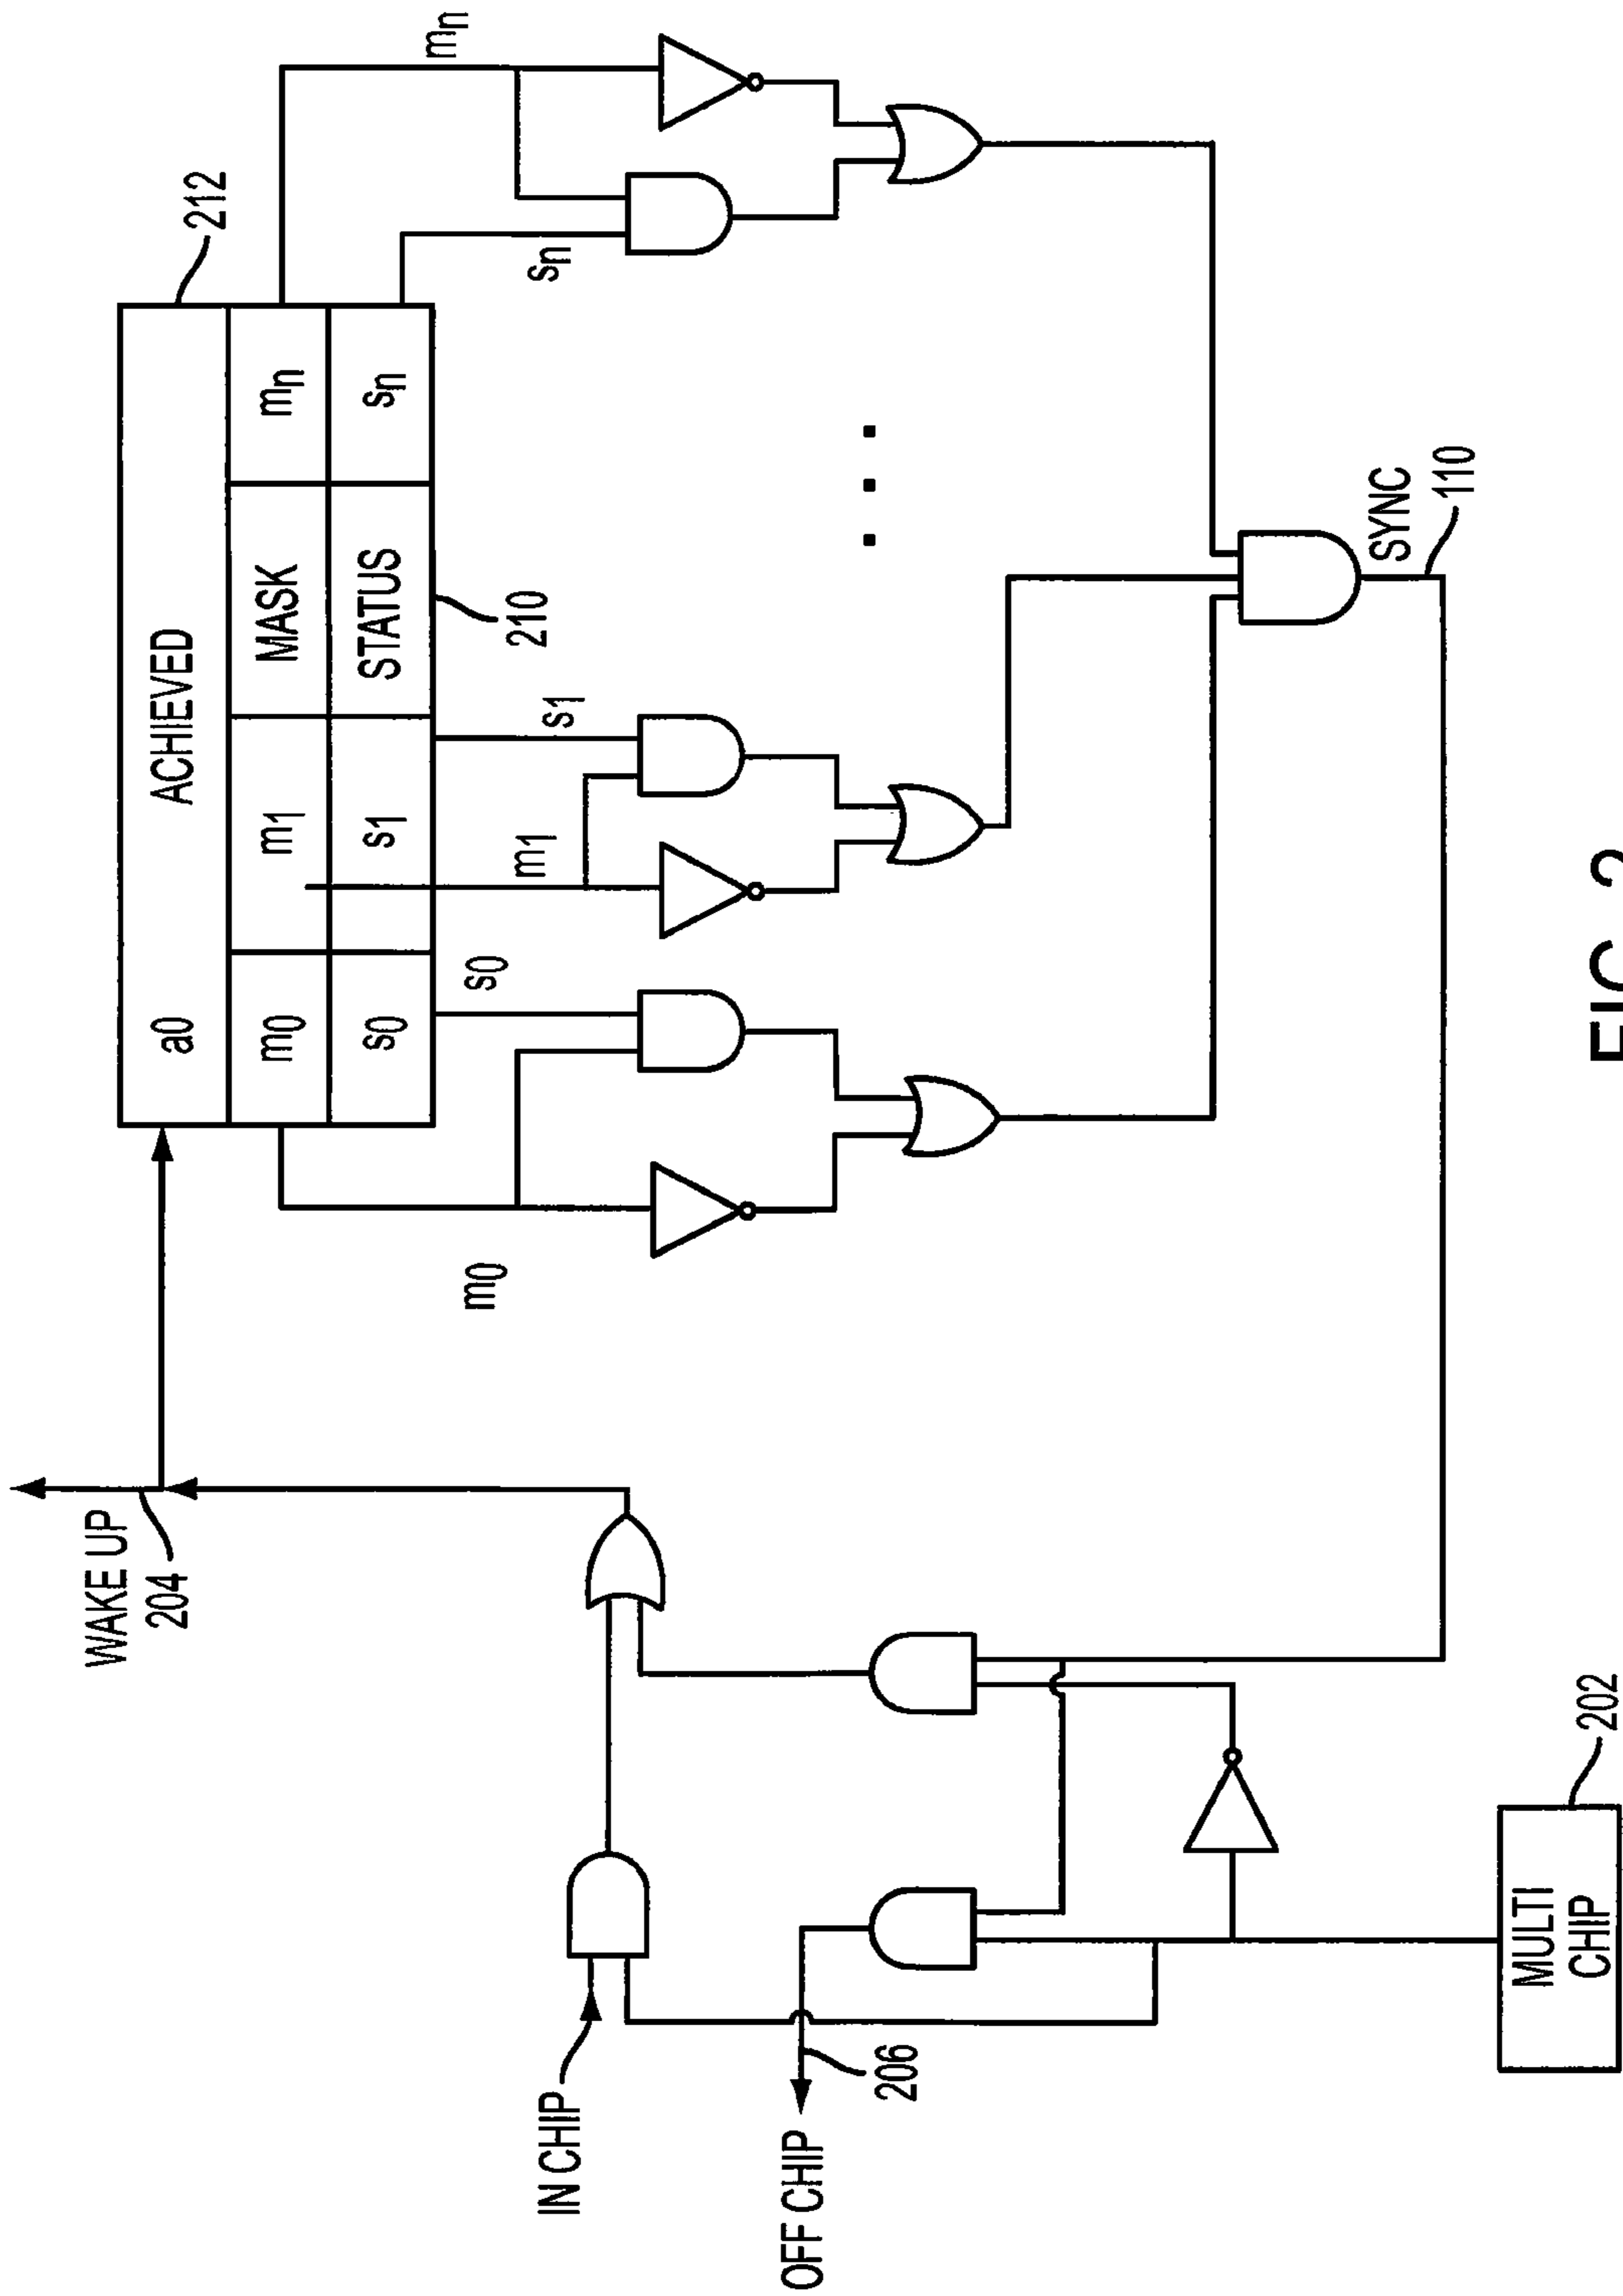 WAKE UP
204
a0 ACHIEVED
212
m0 m1 MASK mn
s0 s1 STATUS sn
mn
m0
s0
m1
s1
210
sn
IN CHIP
OFF CHIP
206
. . .
SYNC
110
MULTI
CHIP
202
FIG.